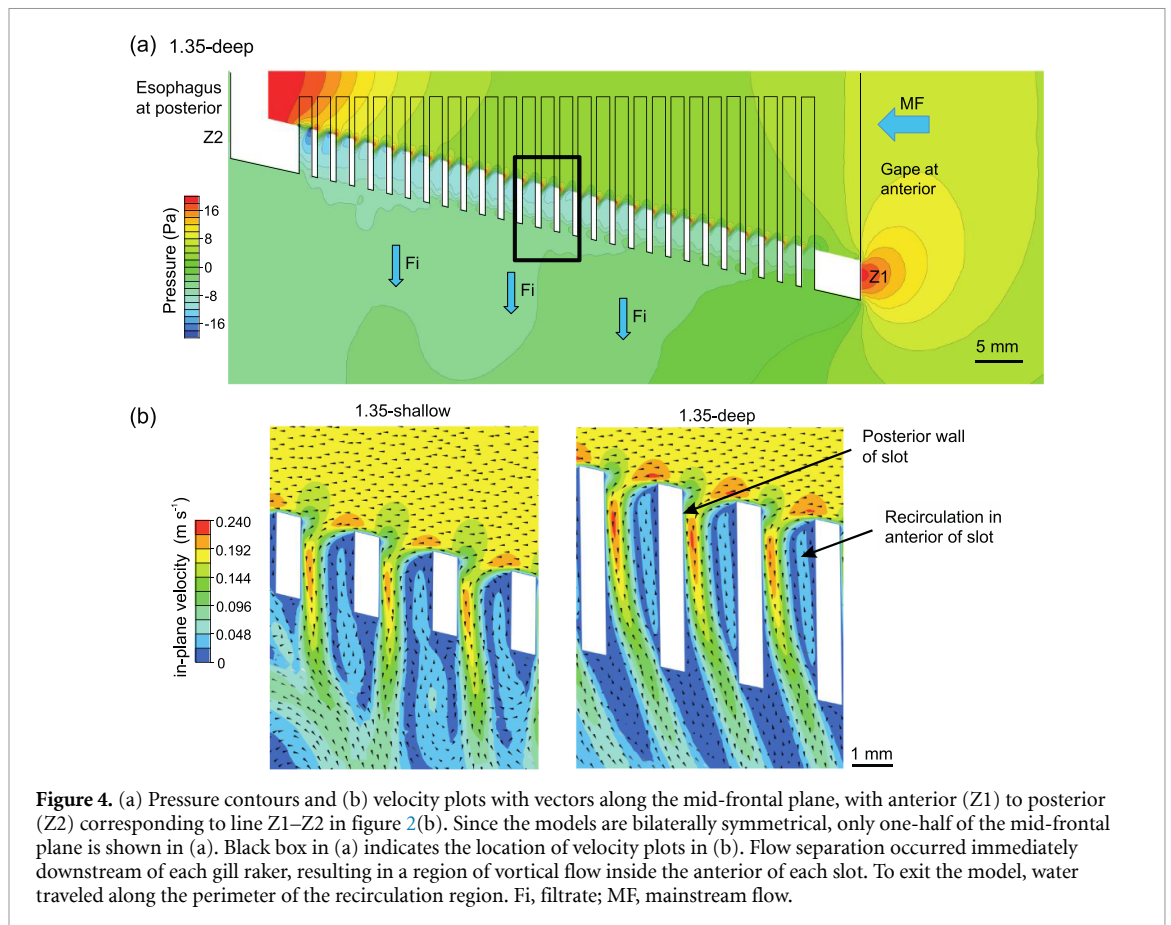 (a) 1.35-deep
Esophagus
at posterior
Z2
MF
Gape at
anterior
Pressure (Pa)
16
8
0
-8
-16
Fi
Fi
Fi
Z1
5 mm
(b)
1.35-shallow
1.35-deep
Posterior wall
of slot
Recirculation in
anterior of slot
in-plane velocity (m s⁻¹)
0.240
0.192
0.144
0.096
0.048
0
1 mm
Figure 4. (a) Pressure contours and (b) velocity plots with vectors along the mid-frontal plane, with anterior (Z1) to posterior
(Z2) corresponding to line Z1–Z2 in figure 2(b). Since the models are bilaterally symmetrical, only one-half of the mid-frontal
plane is shown in (a). Black box in (a) indicates the location of velocity plots in (b). Flow separation occurred immediately
downstream of each gill raker, resulting in a region of vortical flow inside the anterior of each slot. To exit the model, water
traveled along the perimeter of the recirculation region. Fi, filtrate; MF, mainstream flow.